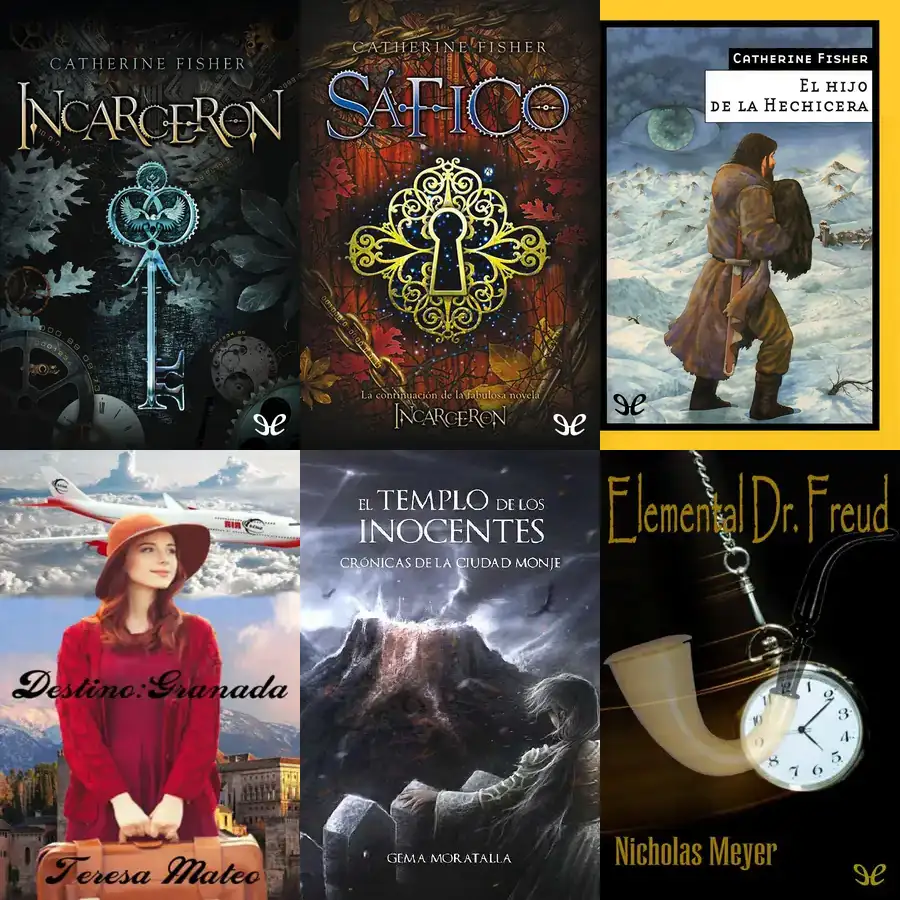 CATHERINE FISHER
INCARCERON
CATHERINE FISHER
SÁFICO
La continuación de la fabulosa novela
INCARCERON
CATHERINE FISHER
EL HIJO
DE LA HECHICERA
AIR
Destino:Granada
Teresa Mateo
EL TEMPLO DE LOS
INOCENTES
CRÓNICAS DE LA CIUDAD MONJE
GEMA MORATALLA
Elemental Dr. Freud
Nicholas Meyer